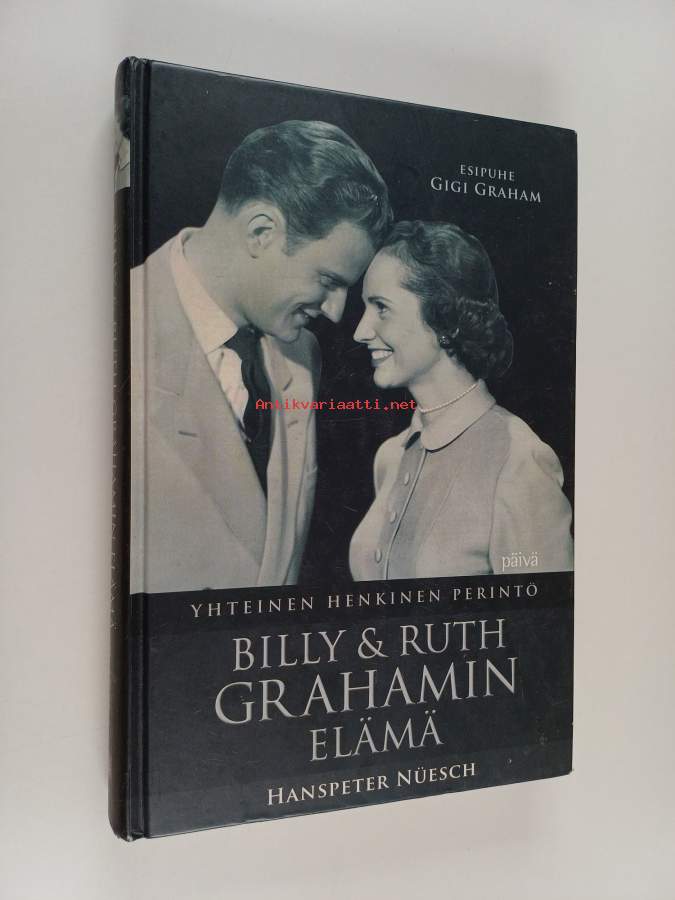 ESIPUHE
GIGI GRAHAM
Antikvariaatti.net
päivä
YHTEINEN HENKINEN PERINTÖ
BILLY & RUTH
GRAHAMIN
ELÄMÄ
HANSPETER NÜESCH